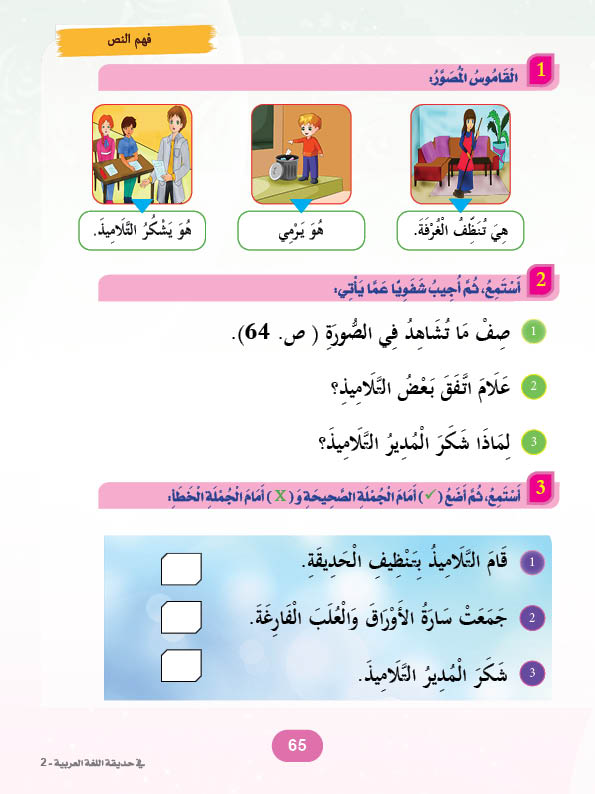 فهم النص
1 الْقَامُوسُ الْمُصَوَّرُ:
هِيَ تُنَظِّفُ الْغُرْفَةَ.
هُوَ يَرْمِي
هُوَ يَشْكُرُ التَّلَامِيذَ.
2 أَسْتَمِعُ، ثُمَّ أُجِيبُ شَفَوِيًا عَمَّا يَأْتِي:
1 صِفْ مَا تُشَاهِدُ فِي الصُّورَةِ ( ص. 64).
2 عَلَامَ اتَّفَقَ بَعْضُ التَّلَامِيذِ؟
3 لِمَاذَا شَكَرَ الْمُدِيرُ التَّلَامِيذَ؟
3 أَسْتَمِعُ، ثُمَّ أَضَعُ (✓) أَمَامَ الْجُمْلَةِ الصَّحِيحَةِ وَ( X ) أَمَامَ الْجُمْلَةِ الْخَطَأِ:
1 قَامَ التَّلَامِيذُ بِتَنْظِيفِ الْحَدِيقَةِ.
2 جَمَعَتْ سَارَةُ الأَوْرَاقَ وَالْعُلَبَ الْفَارِغَةَ.
3 شَكَرَ الْمُدِيرُ التَّلَامِيذَ.
65
في حديقة اللغة العربية - 2